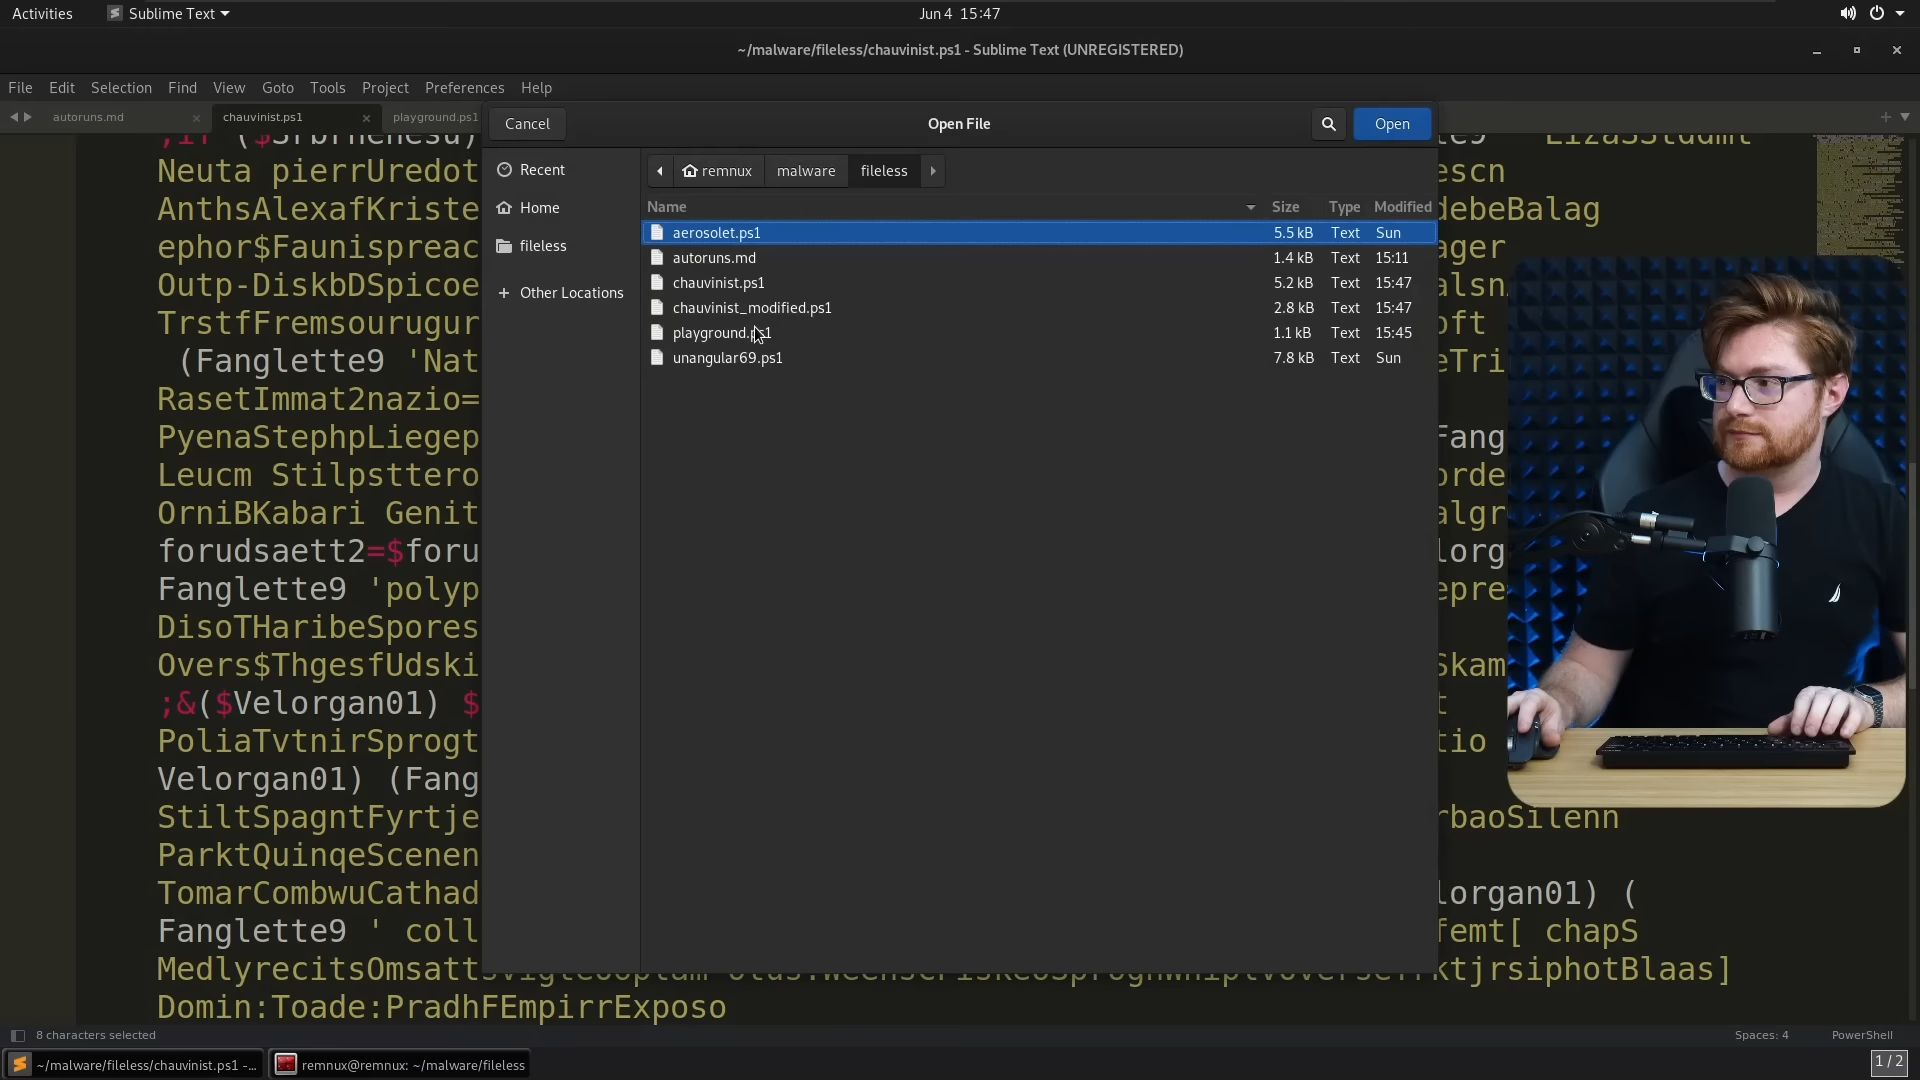 Activities Sublime Text Jun 4 15:47
~/malware/fileless/chauvinist.ps1 - Sublime Text (UNREGISTERED)
File Edit Selection Find View Goto Tools Project Preferences Help
autoruns.md chauvinist.ps1 playground.ps1
Cancel Open File Open
Recent
Home
fileless
Other Locations
remnux malware fileless
Name Size Type Modified
aerosolet.ps1 5.5 kB Text Sun
autoruns.md 1.4 kB Text 15:11
chauvinist.ps1 5.2 kB Text 15:47
chauvinist_modified.ps1 2.8 kB Text 15:47
playground.ps1 1.1 kB Text 15:45
unangular69.ps1 7.8 kB Text Sun
Neuta pierrUredot escn
AnthsAlexafKriste debeBalag
ephor$Faunispreac ager
Outp-DiskbDSpicoe alsn
TrstfFremsourugur oft
(Fanglette9 'Nat eTri
RasetImmat2nazio=
PyenaStephpLiegep Fang
Leucm Stilpsttero orde
OrniBKabari Genit algr
forudsaett2=$foru lorg
Fanglette9 'polyp epre
DisoTHaribeSpores
Overs$ThgesfUdski Skam
;&($Velorgan01) $ t
PoliaTvtnirSprogt tio
Velorgan01) (Fang
StiltSpagntFyrtje rbaoSilenn
ParktQuinqeScenen
TomarCombwuCathad lorgan01) (
Fanglette9 ' coll femt[ chapS
MedlyrecitsOmsatt ktjrsiphotBlaas]
Domin:Toade:PradhFEmpirrExposo
8 characters selected Spaces: 4 PowerShell
~/malware/fileless/chauvinist.ps1 -... remnux@remnux: ~/malware/fileless 1 / 2